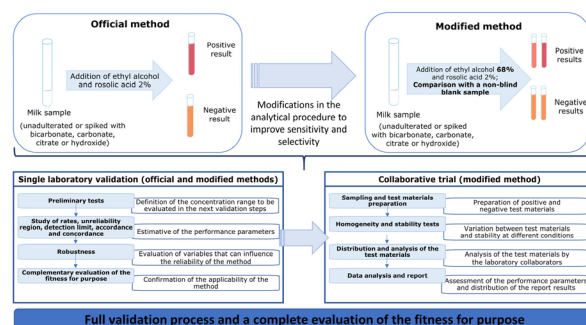 Official method
Positive
result
Addition of ethyl alcohol
and rosolic acid 2%
Negative
result
Milk sample
(unadulterated or spiked with
bicarbonate, carbonate,
citrate or hydroxide)
Modifications in the
analytical procedure to
improve sensitivity and
selectivity
Modified method
Positive
results
Addition of ethyl alcohol 68%
and rosolic acid 2%;
Comparison with a non-blind
blank sample
Negative
results
Milk sample
(unadulterated or spiked with
bicarbonate, carbonate,
citrate or hydroxide)
Single laboratory validation (official and modified methods)
Preliminary tests
Definition of the concentration range to be
evaluated in the next validation steps
Study of rates, unreliability
region, detection limit, accordance
and concordance
Estimative of the performance parameters
Robustness
Evaluation of variables that can influence
the reliability of the method
Complementary evaluation of the
fitness for purpose
Confirmation of the applicability of the
method
Collaborative trial (modified method)
Sampling and test materials
preparation
Preparation of positive and
negative test materials
Homogeneity and stability tests
Variation between test materials
and stability at different conditions
Distribution and analysis of the
test materials
Analysis of the test materials by
the laboratory collaborators
Data analysis and report
Assessment of the performance parameters
and distribution of the report results
Full validation process and a complete evaluation of the fitness for purpose